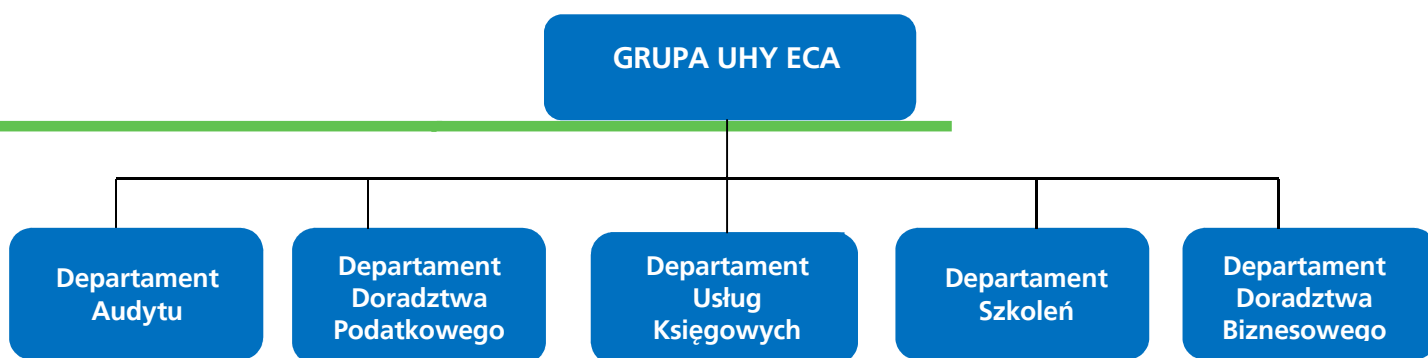 GRUPA UHY ECA
Departament
Audytu
Departament
Doradztwa
Podatkowego
Departament
Usług
Księgowych
Departament
Szkoleń
Departament
Doradztwa
Biznesowego